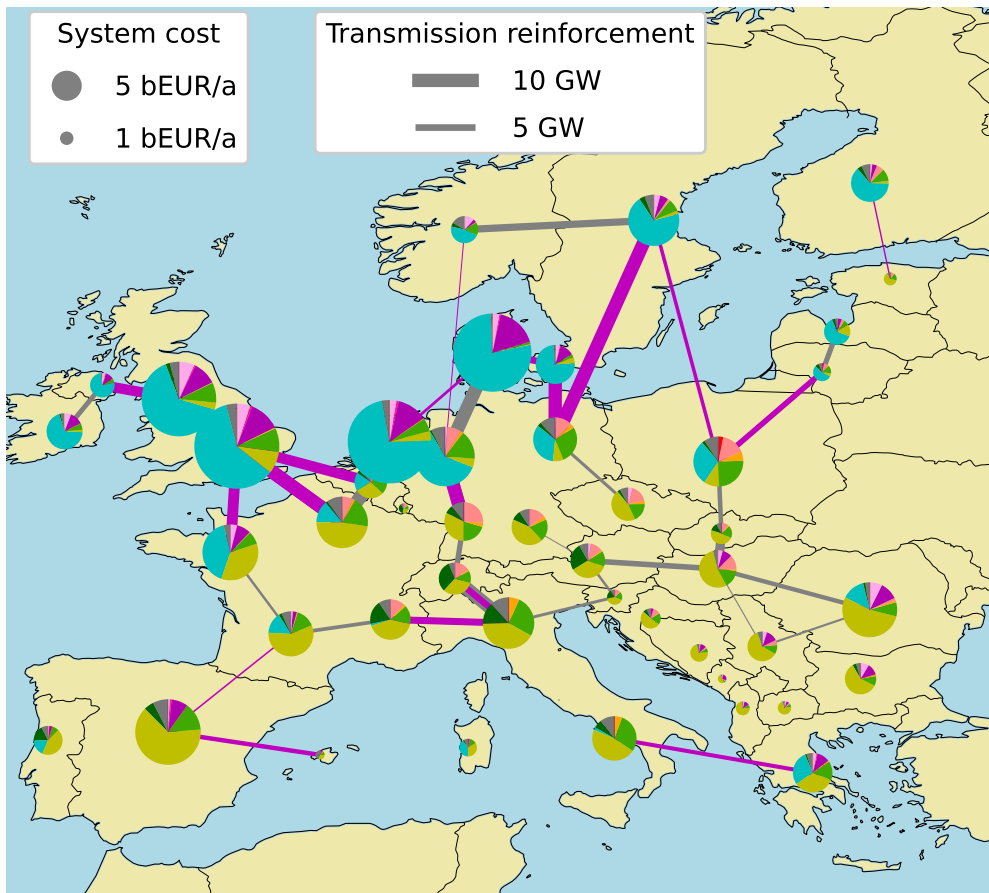 System cost
5 bEUR/a
1 bEUR/a
Transmission reinforcement
10 GW
5 GW